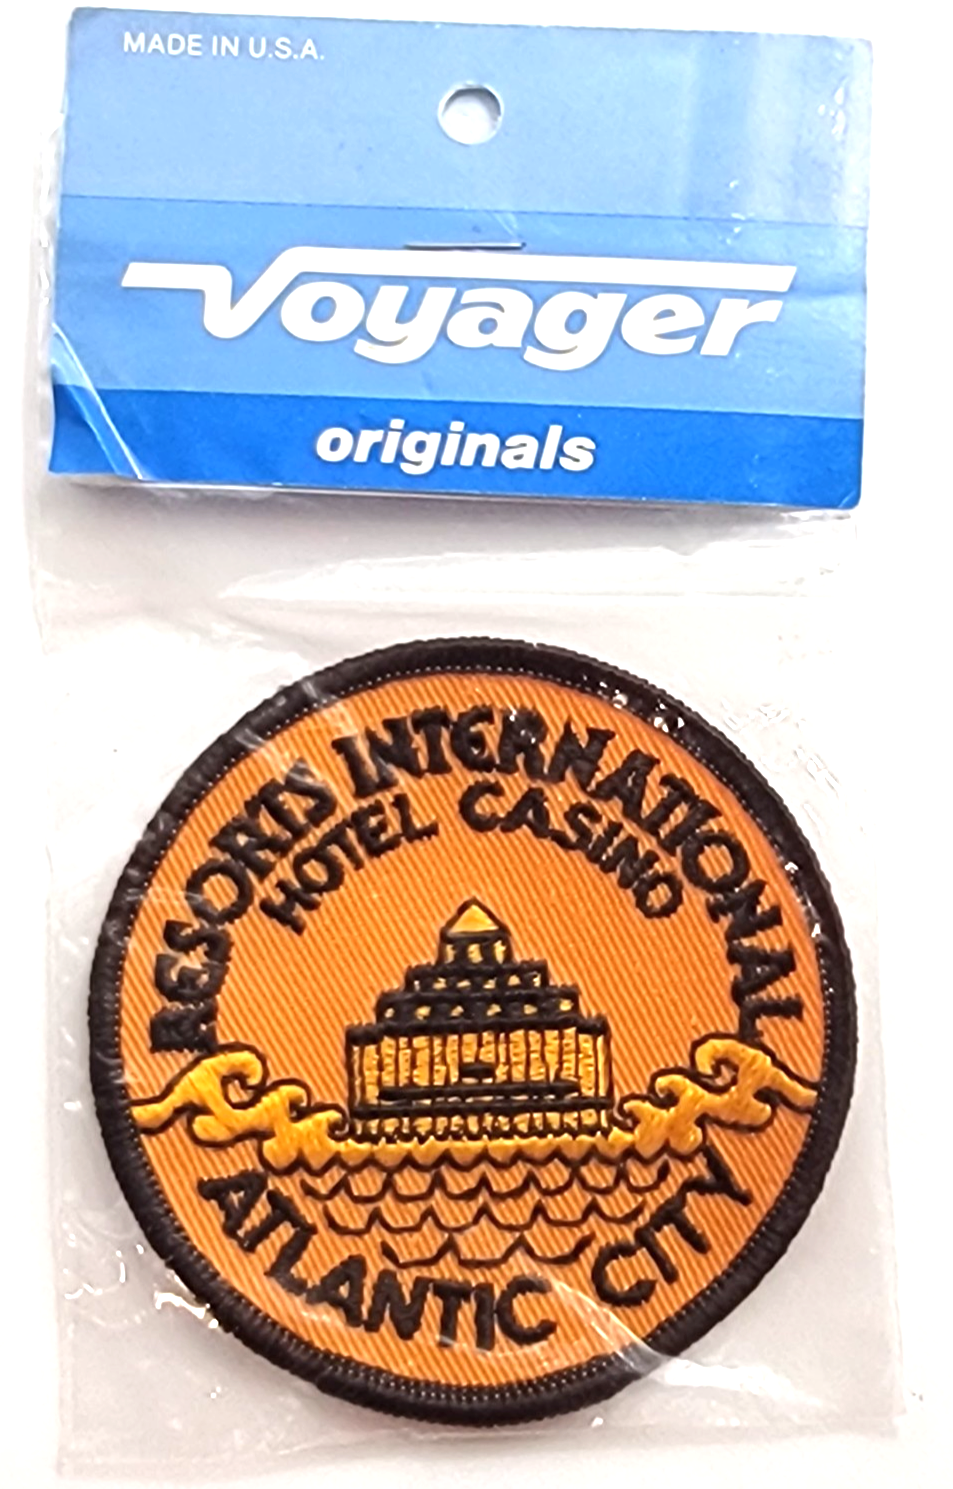 MADE IN U.S.A.
Voyager
originals
RESORTS INTERNATIONAL
HOTEL CASINO
ATLANTIC CITY